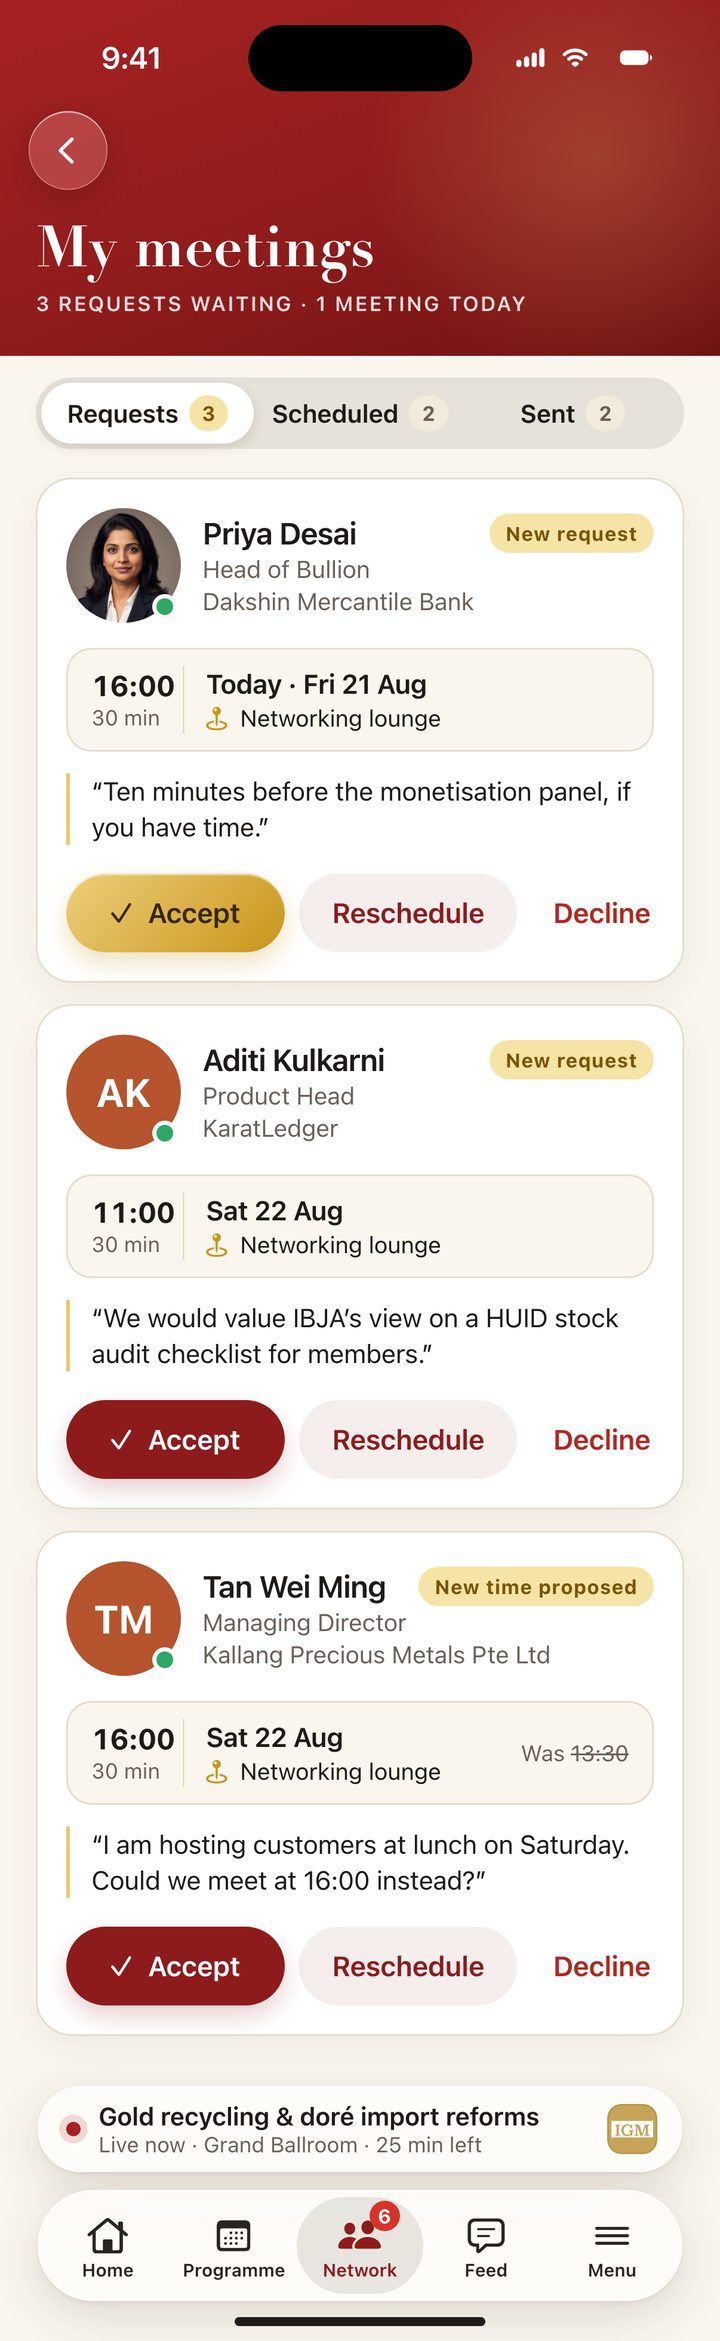 9:41
My meetings
3 REQUESTS WAITING · 1 MEETING TODAY
Requests 3 Scheduled 2 Sent 2
Priya Desai New request
Head of Bullion
Dakshin Mercantile Bank
16:00 Today · Fri 21 Aug
30 min Networking lounge
“Ten minutes before the monetisation panel, if
you have time.”
Accept Reschedule Decline
AK Aditi Kulkarni New request
Product Head
KaratLedger
11:00 Sat 22 Aug
30 min Networking lounge
“We would value IBJA’s view on a HUID stock
audit checklist for members.”
Accept Reschedule Decline
TM Tan Wei Ming New time proposed
Managing Director
Kallang Precious Metals Pte Ltd
16:00 Sat 22 Aug Was 13:30
30 min Networking lounge
“I am hosting customers at lunch on Saturday.
Could we meet at 16:00 instead?”
Accept Reschedule Decline
Gold recycling & doré import reforms
Live now · Grand Ballroom · 25 min left
IGM
6
Home Programme Network Feed Menu